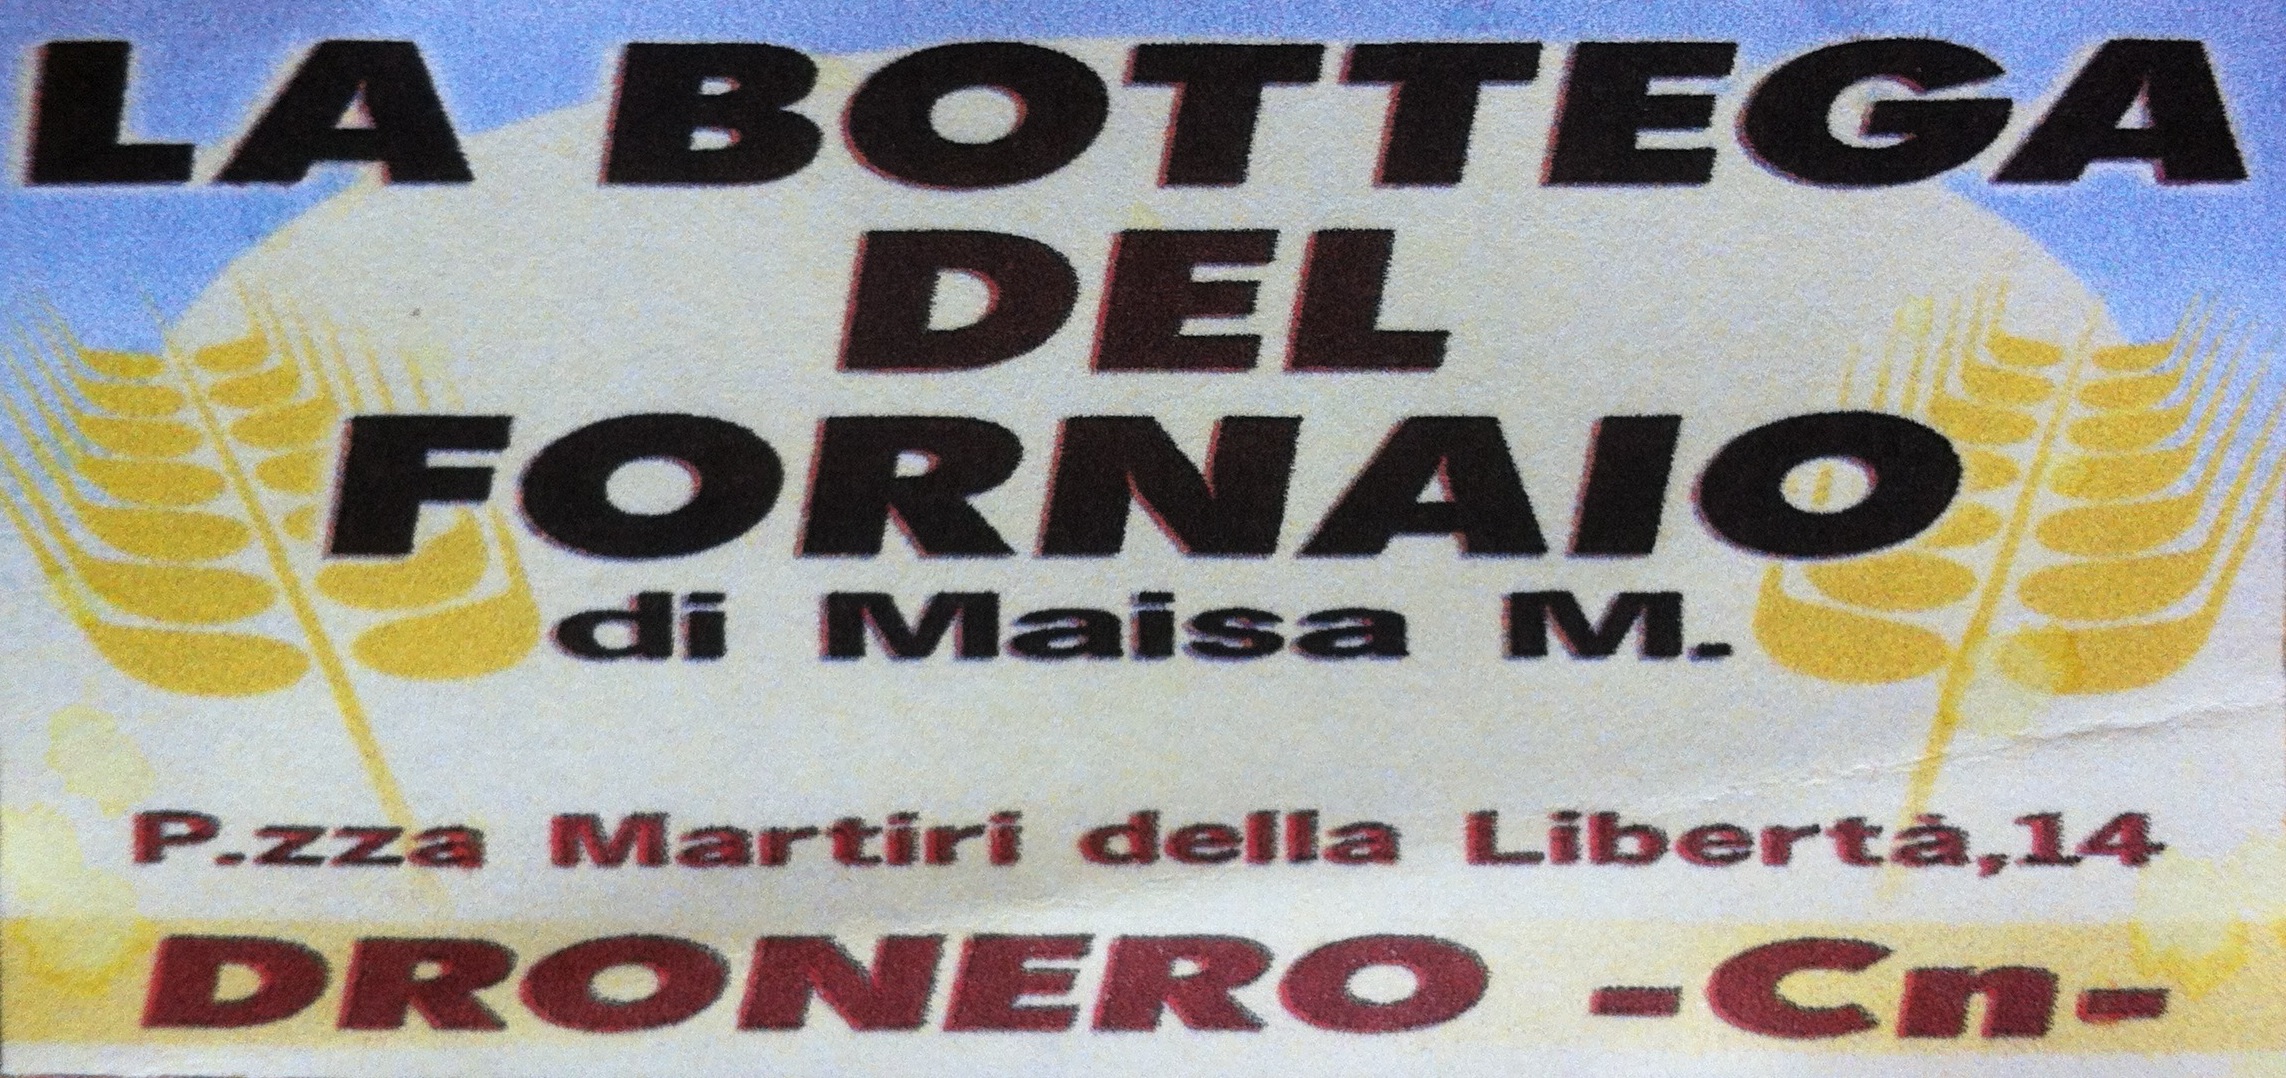 LA BOTTEGA
DEL
FORNAIO
di Maisa M.
P.zza Martiri della Libertà,14
DRONERO -Cn-